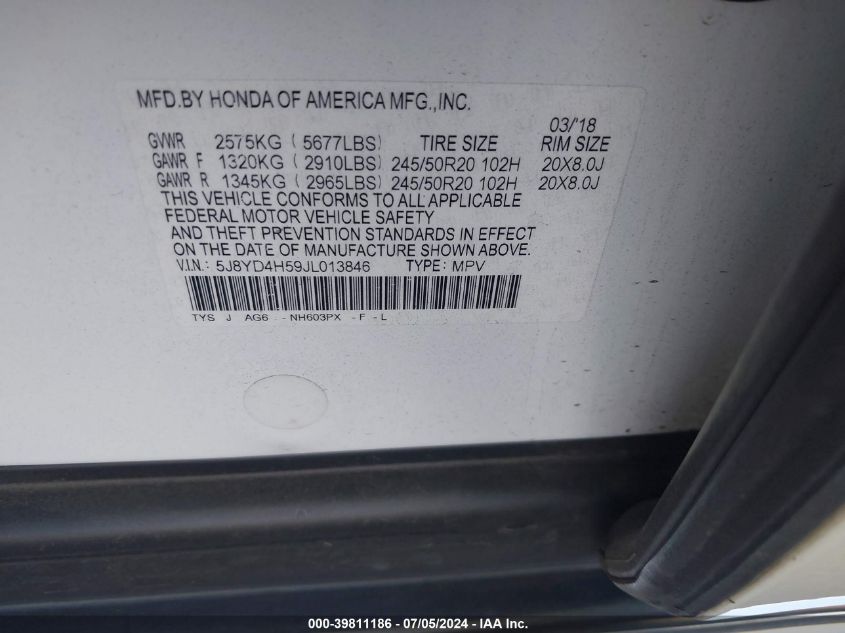 MFD.BY HONDA OF AMERICA MFG.,INC.
03/'18
GVWR 2575KG ( 5677LBS) TIRE SIZE RIM SIZE
GAWR F 1320KG ( 2910LBS) 245/50R20 102H 20X8.0J
GAWR R 1345KG ( 2965LBS) 245/50R20 102H 20X8.0J
THIS VEHICLE CONFORMS TO ALL APPLICABLE
FEDERAL MOTOR VEHICLE SAFETY
AND THEFT PREVENTION STANDARDS IN EFFECT
ON THE DATE OF MANUFACTURE SHOWN ABOVE.
V.I.N.: 5J8YD4H59JL013846 TYPE: MPV
TYS J AG6 -- NH603PX - F - L
000-39811186 - 07/05/2024 - IAA Inc.